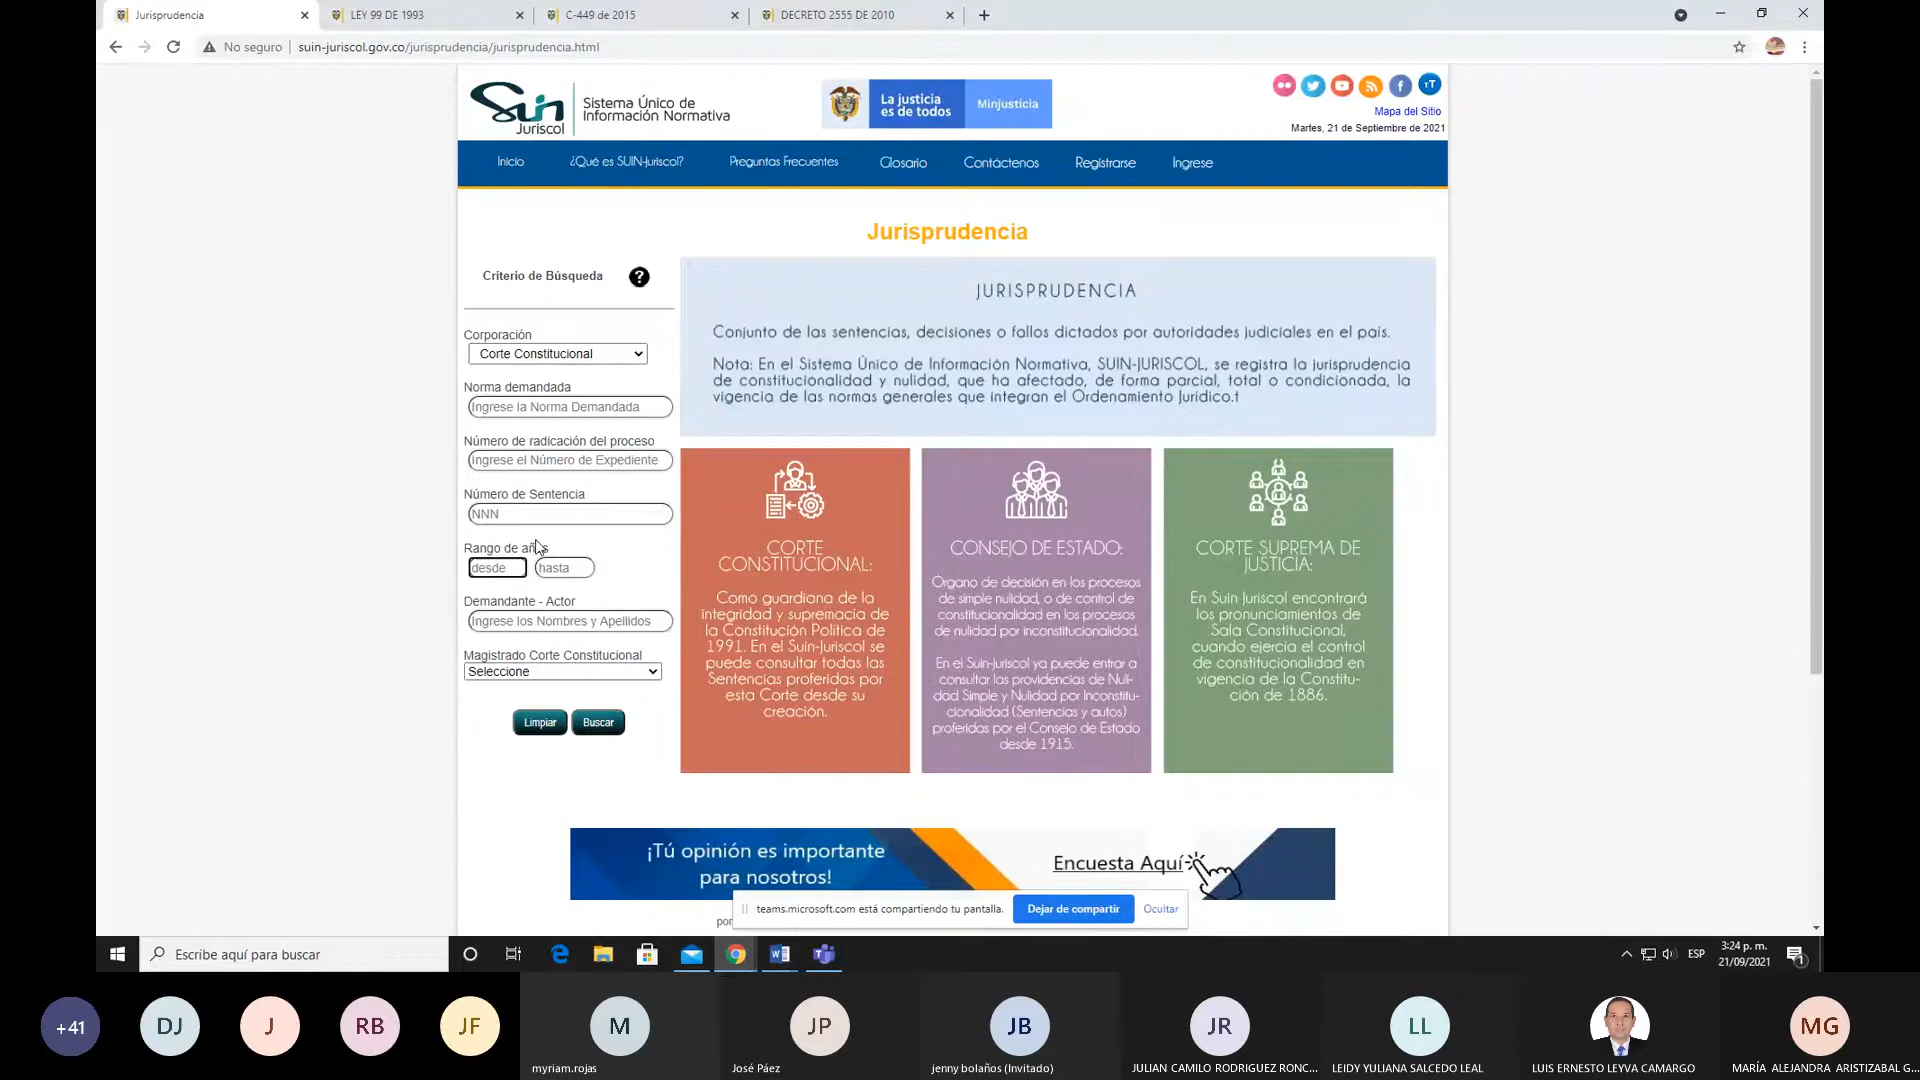 Jurisprudencia
LEY 99 DE 1993
C-449 de 2015
DECRETO 2555 DE 2010
No seguro
suin-juriscol.gov.co/jurisprudencia/jurisprudencia.html
Suin
Juriscol
Sistema Único de
Información Normativa
La justicia
es de todos
Minjusticia
TT
Mapa del Sitio
Martes, 21 de Septiembre de 2021
Inicio
¿Qué es SUIN-Juriscol?
Preguntas Frecuentes
Glosario
Contáctenos
Registrarse
Ingrese
Jurisprudencia
Criterio de Búsqueda
?
Corporación
Corte Constitucional
Norma demandada
Ingrese la Norma Demandada
Número de radicación del proceso
Ingrese el Número de Expediente
Número de Sentencia
NNN
Rango de años
desde
hasta
Demandante - Actor
Ingrese los Nombres y Apellidos
Magistrado Corte Constitucional
Seleccione
Limpiar
Buscar
JURISPRUDENCIA
Conjunto de las sentencias, decisiones o fallos dictados por autoridades judiciales en el país.
Nota: En el Sistema Único de Información Normativa, SUIN-JURISCOL, se registra la jurisprudencia
de constitucionalidad y nulidad, que ha afectado, de forma parcial, total o condicionada, la
vigencia de las normas generales que integran el Ordenamiento Jurídico.t
CORTE
CONSTITUCIONAL:
Como guardiana de la
integridad y supremacía de
la Constitución Política de
1991. En el Suin-Juriscol se
puede consultar todas las
Sentencias proferidas por
esta Corte desde su
creación.
CONSEJO DE ESTADO:
Órgano de decisión en los procesos
de simple nulidad, o de control de
constitucionalidad en los procesos
de nulidad por inconstitucionalidad.
En el Suin-Juriscol ya puede entrar a
consultar las providencias de Nuli-
dad Simple y Nulidad por Inconstitu-
cionalidad (Sentencias y autos)
proferidas por el Consejo de Estado
desde 1915.
CORTE SUPREMA DE
JUSTICIA:
En Suin Juriscol encontrará
los pronunciamientos de
Sala Constitucional,
cuando ejercía el control
de constitucionalidad en
vigencia de la Constitu-
ción de 1886.
¡Tú opinión es importante
para nosotros!
Encuesta Aquí
teams.microsoft.com está compartiendo tu pantalla.
Dejar de compartir
Ocultar
por
Escribe aquí para buscar
ESP
3:24 p. m.
21/09/2021
1
+41
DJ
J
RB
JF
M
JP
JB
JR
LL
MG
myriam.rojas
José Páez
jenny bolaños (Invitado)
JULIAN CAMILO RODRIGUEZ RONC...
LEIDY YULIANA SALCEDO LEAL
LUIS ERNESTO LEYVA CAMARGO
MARÍA ALEJANDRA ARISTIZABAL G...